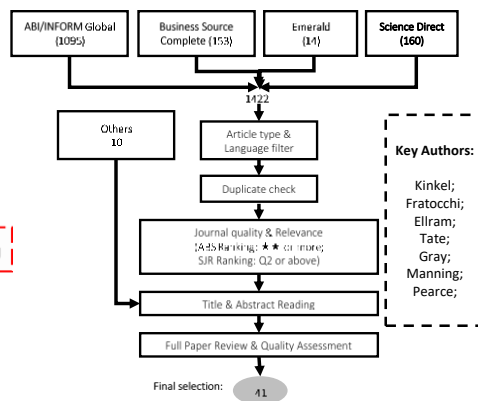 ABI/INFORM Global
(1095)
Business Source
Complete (153)
Emerald
(14)
Science Direct
(160)
1422
Others
10
Article type &
Language filter
Duplicate check
Journal quality & Relevance
(ABS Ranking: ★★ or more;
SJR Ranking: Q2 or above)
Title & Abstract Reading
Full Paper Review & Quality Assessment
Final selection:
41
Key Authors:
Kinkel;
Fratocchi;
Ellram;
Tate;
Gray;
Manning;
Pearce;